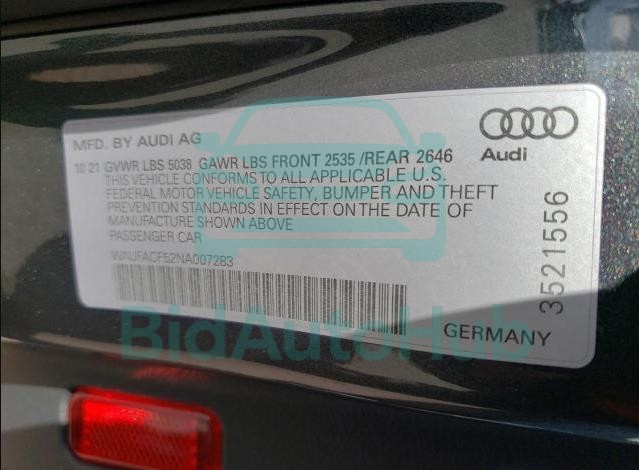 MFD. BY AUDI AG
Audi
10 21 GVWR LBS 5038 GAWR LBS FRONT 2535 /REAR 2646
THIS VEHICLE CONFORMS TO ALL APPLICABLE U.S.
FEDERAL MOTOR VEHICLE SAFETY, BUMPER AND THEFT
PREVENTION STANDARDS IN EFFECT ON THE DATE OF
MANUFACTURE SHOWN ABOVE
PASSENGER CAR
WAUFACF52NA007283
3521556
GERMANY
BidAutoHub